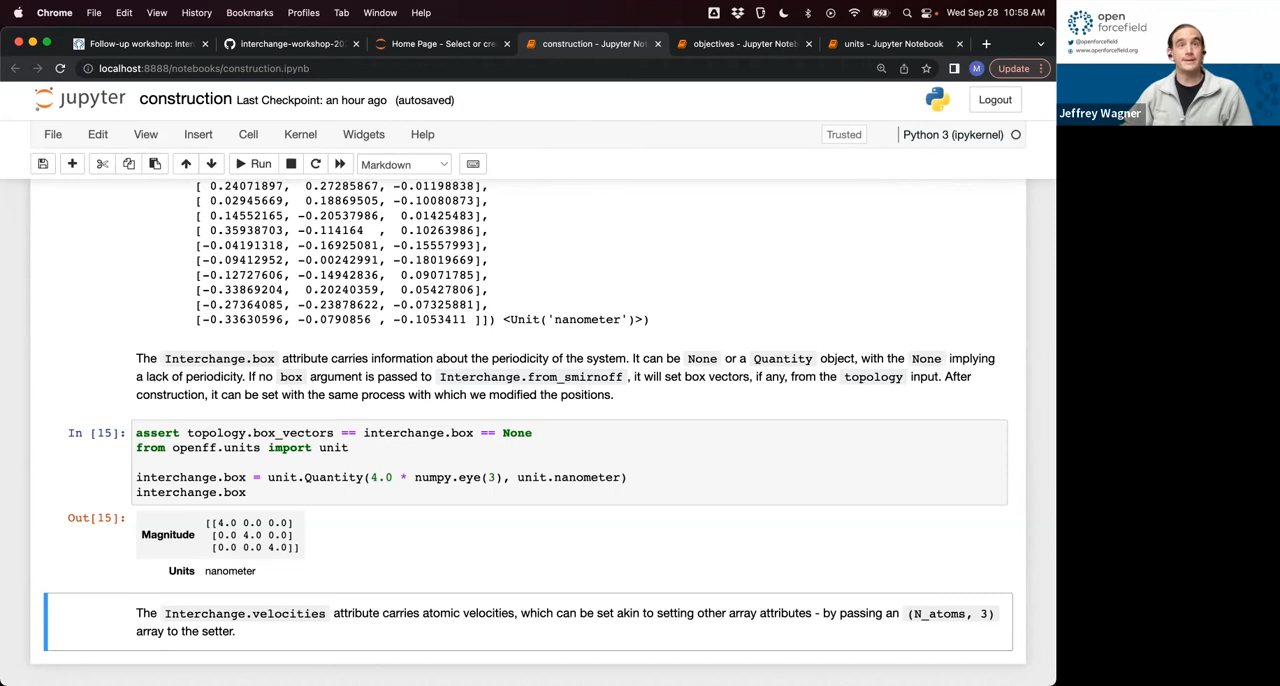 Chrome File Edit View History Bookmarks Profiles Tab Window Help Wed Sep 28 10:58 AM
Follow-up workshop: Inter
interchange-workshop-202
Home Page - Select or cre
construction - Jupyter Not
objectives - Jupyter Noteb
units - Jupyter Notebook
localhost:8888/notebooks/construction.ipynb
M Update
open
forcefield
@openforcefield
www.openforcefield.org
Jeffrey Wagner
jupyter construction Last Checkpoint: an hour ago (autosaved)
Logout
File Edit View Insert Cell Kernel Widgets Help Trusted Python 3 (ipykernel)
Run Markdown
[ 0.24071897, 0.27285867, -0.01198838],
[ 0.02945669, 0.18869505, -0.10080873],
[ 0.14552165, -0.20537986, 0.01425483],
[ 0.35938703, -0.114164 , 0.10263986],
[-0.04191318, -0.16925081, -0.15557993],
[-0.09412952, -0.00242991, -0.18019669],
[-0.12727606, -0.14942836, 0.09071785],
[-0.33869204, 0.20240359, 0.05427806],
[-0.27364085, -0.23878622, -0.07325881],
[-0.33630596, -0.0790856 , -0.1053411 ]]) <Unit('nanometer')>)
The Interchange.box attribute carries information about the periodicity of the system. It can be None or a Quantity object, with the None implying
a lack of periodicity. If no box argument is passed to Interchange.from_smirnoff, it will set box vectors, if any, from the topology input. After
construction, it can be set with the same process with which we modified the positions.
In [15]: assert topology.box_vectors == interchange.box == None
from openff.units import unit
interchange.box = unit.Quantity(4.0 * numpy.eye(3), unit.nanometer)
interchange.box
Out[15]:
Magnitude [[4.0 0.0 0.0]
[0.0 4.0 0.0]
[0.0 0.0 4.0]]
Units nanometer
The Interchange.velocities attribute carries atomic velocities, which can be set akin to setting other array attributes - by passing an (N_atoms, 3)
array to the setter.